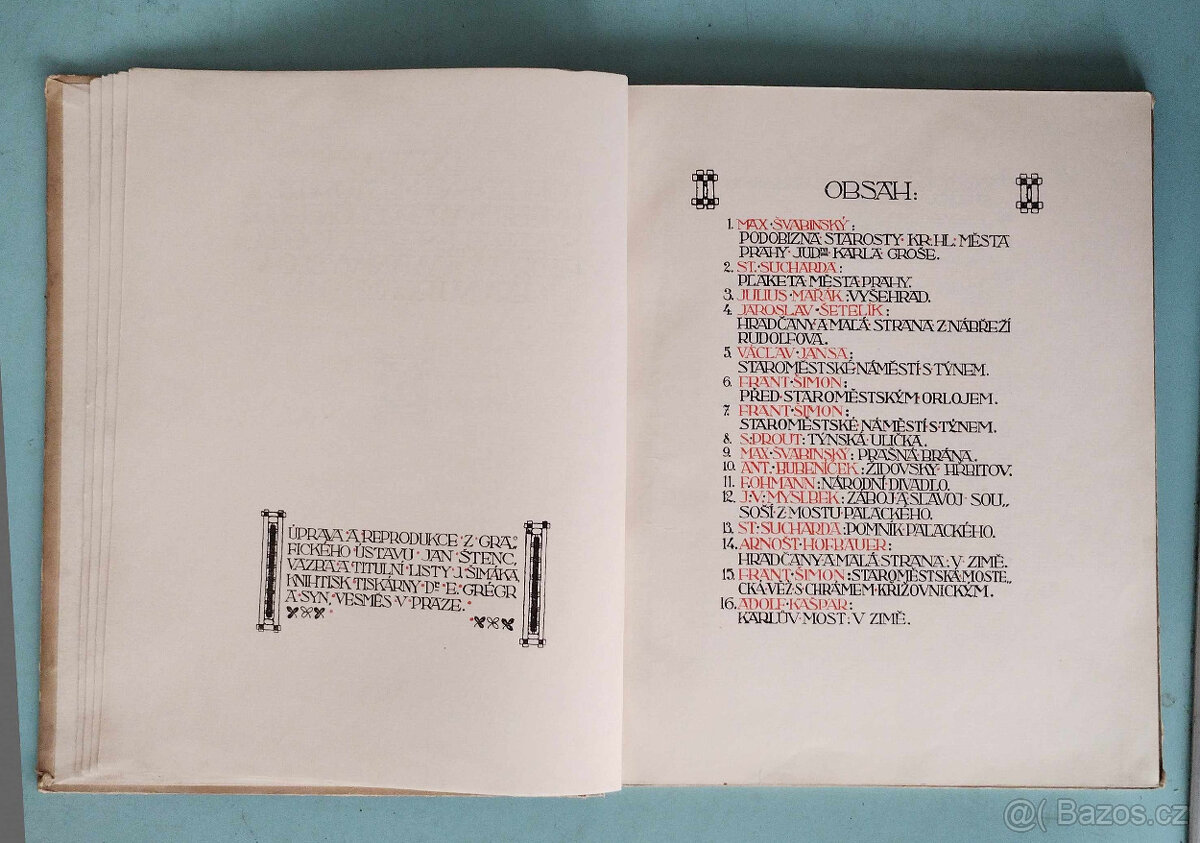 ÚPRAVA A REPRODUKCE Z GRA=
FICKÉHO ÚSTAVU · JAN · ŠTENC,
VAZBA A TITULNÍ · LISTY · J. ŠIMÁKA,
KNIHTISK TISKÁRNY · Dr. E. GRÉGR
A SYN, VESMĚS V PRAZE.
OBSAH:
1. MAX · ŠVABINSKÝ:
PODOBIZNA STAROSTY · KR: HL: MĚSTA
PRAHY JUDra KARLA GROŠE.
2. ST. SUCHARDA:
PLAKETA MĚSTA PRAHY.
3. JULIUS MAŘÁK: VYŠEHRAD.
4. JAROSLAV · ŠETELÍK:
HRADČANY A MALÁ STRANA Z NÁBŘEŽÍ
RUDOLFOVA.
5. VÁCLAV · JANSA:
STAROMĚSTSKÉ NÁMĚSTÍ S TÝNEM.
6. FRANT · ŠIMON:
PŘED STAROMĚSTSKÝM ORLOJEM.
7. FRANT · ŠIMON:
STAROMĚSTSKÉ NÁMĚSTÍ S TÝNEM.
8. S. PROUT: TÝNSKÁ ULIČKA.
9. MAX · ŠVABINSKÝ: PRAŠNÁ BRÁNA.
10. ANT. BUBENÍČEK: ŽIDOVSKÝ HŘBITOV.
11. BOHMANN: NÁRODNÍ DIVADLO.
12. J. V. MYSLBEK: ZÁBOJ A SLAVOJ SOU=
SOŠÍ Z MOSTU PALACKÉHO.
13. ST. SUCHARDA: POMNÍK PALACKÉHO.
14. ARNOŠT HOFBAUER:
HRADČANY A MALÁ STRANA: V ZIMĚ.
15. FRANT · ŠIMON: STAROMĚSTSKÁ MOSTE=
CKÁ VĚŽ S CHRÁMEM KŘIŽOVNICKÝM.
16. ADOLF · KAŠPAR:
KARLŮV MOST: V ZIMĚ.
@( Bazos.cz